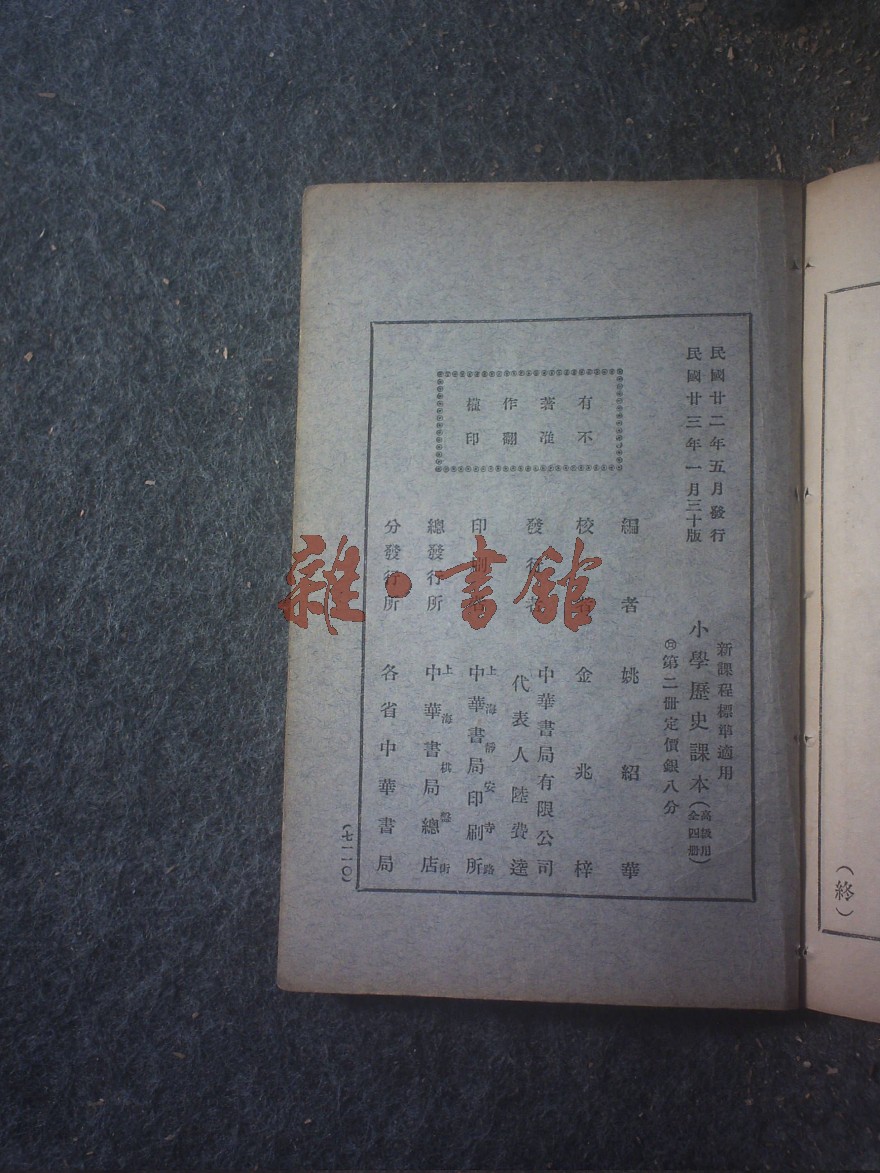 民國廿二年五月發行
民國廿三年一月三十版
新課程標準適用
小學歷史課本(高級用全四冊)
第二冊定價銀八分
有著作權
不准翻印
編者 姚紹華
校者 金兆梓
發行者 中華書局有限公司
代表人 陸費逵
印刷者 上海靜安寺路
中華書局印刷所
總發行所 上海棋盤街
中華書局總店
分發行所 各省中華書局
(七一一〇)
(終)
雜·書館